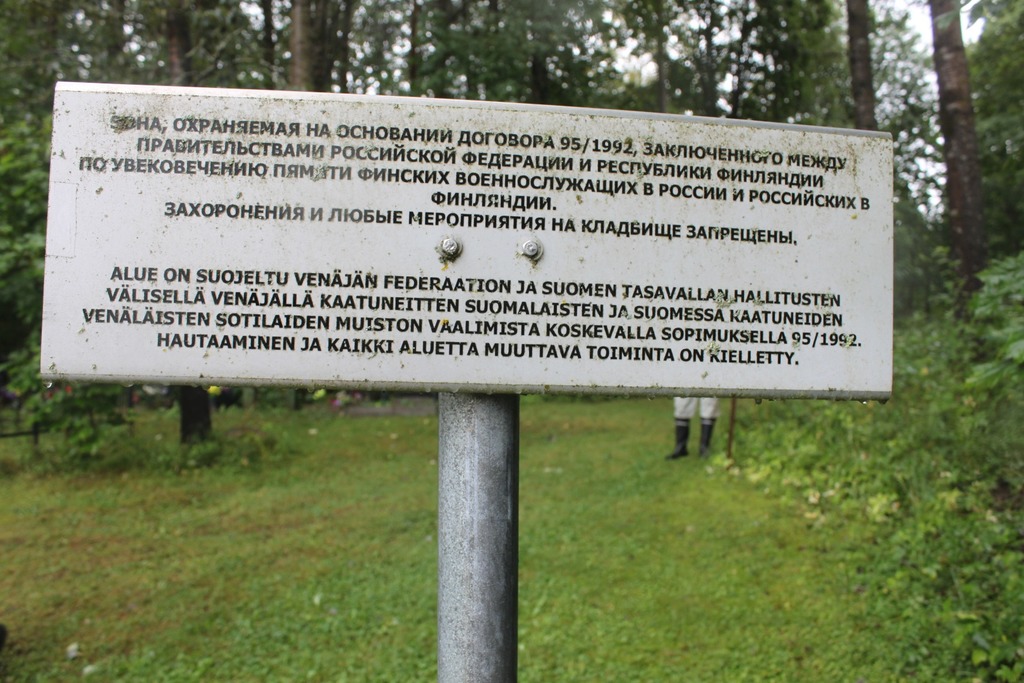 ЗОНА, ОХРАНЯЕМАЯ НА ОСНОВАНИИ ДОГОВОРА 95/1992, ЗАКЛЮЧЕННОГО МЕЖДУ
ПРАВИТЕЛЬСТВАМИ РОССИЙСКОЙ ФЕДЕРАЦИИ И РЕСПУБЛИКИ ФИНЛЯНДИИ
ПО УВЕКОВЕЧЕНИЮ ПАМЯТИ ФИНСКИХ ВОЕННОСЛУЖАЩИХ В РОССИИ И РОССИЙСКИХ В
ФИНЛЯНДИИ.
ЗАХОРОНЕНИЯ И ЛЮБЫЕ МЕРОПРИЯТИЯ НА КЛАДБИЩЕ ЗАПРЕЩЕНЫ.
ALUE ON SUOJELTU VENÄJÄN FEDERAATION JA SUOMEN TASAVALLAN HALLITUSTEN
VÄLISELLÄ VENÄJÄLLÄ KAATUNEITTEN SUOMALAISTEN JA SUOMESSA KAATUNEIDEN
VENÄLÄISTEN SOTILAIDEN MUISTON VAALIMISTA KOSKEVALLA SOPIMUKSELLA 95/1992.
HAUTAAMINEN JA KAIKKI ALUETTA MUUTTAVA TOIMINTA ON KIELLETTY.